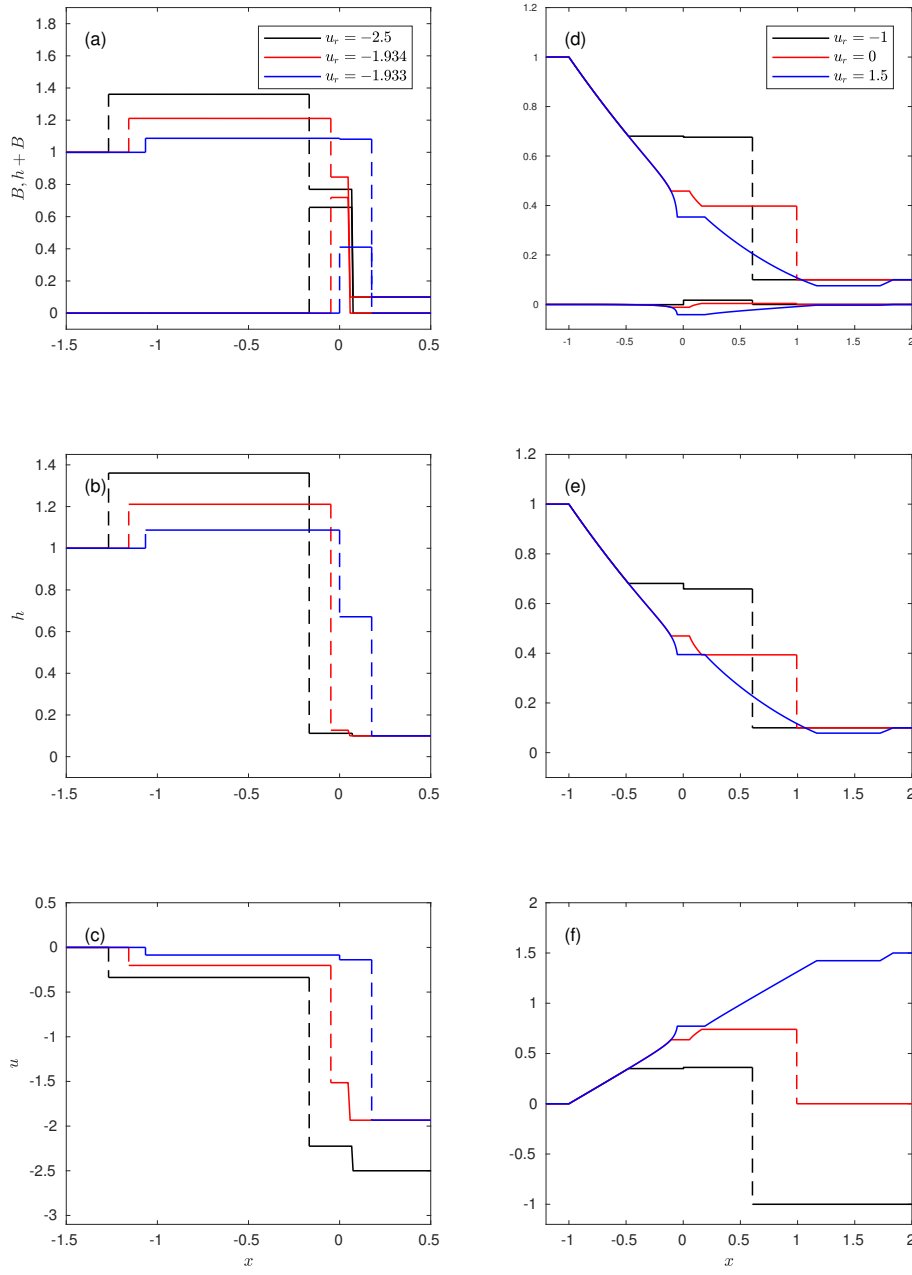 (a)
u_r = −2.5
u_r = −1.934
u_r = −1.933
B, h + B
1.8
1.6
1.4
1.2
1
0.8
0.6
0.4
0.2
0
-1.5 -1 -0.5 0 0.5
(d)
u_r = −1
u_r = 0
u_r = 1.5
1.2
1
0.8
0.6
0.4
0.2
0
-1 -0.5 0 0.5 1 1.5 2
(b)
h
1.4
1.2
1
0.8
0.6
0.4
0.2
0
-1.5 -1 -0.5 0 0.5
(e)
1.2
1
0.8
0.6
0.4
0.2
0
-1 -0.5 0 0.5 1 1.5 2
(c)
u
0.5
0
-0.5
-1
-1.5
-2
-2.5
-3
-1.5 -1 -0.5 0 0.5
x
(f)
2
1.5
1
0.5
0
-0.5
-1
-1 -0.5 0 0.5 1 1.5 2
x